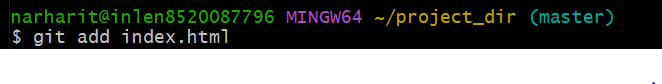 narharit@inlen8520087796 MINGW64 ~/project_dir (master)
$ git add index.html